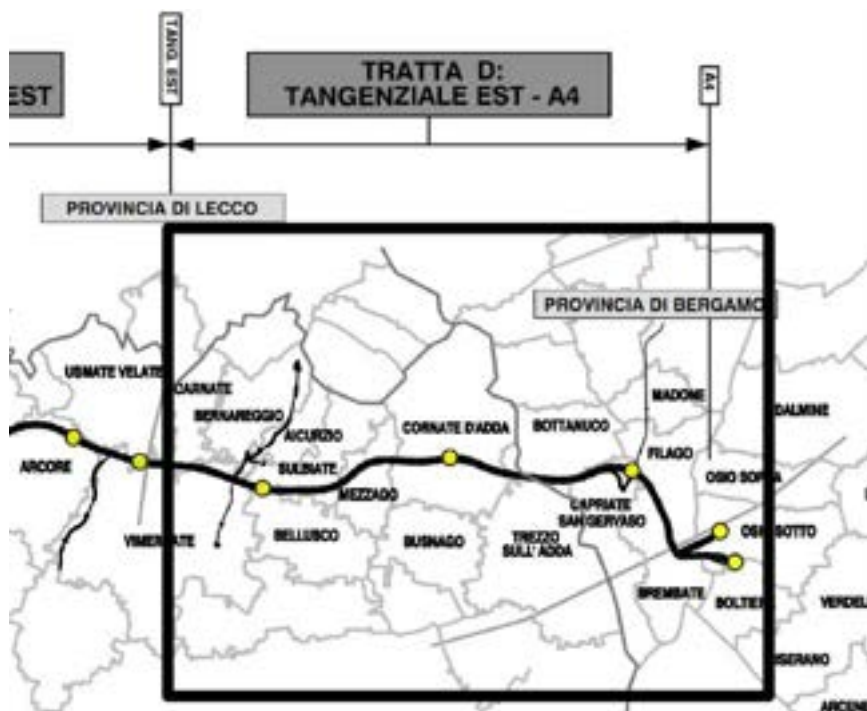 TANG. EST
A4
EST
TRATTA D:
TANGENZIALE EST - A4
PROVINCIA DI LECCO
PROVINCIA DI BERGAMO
USMATE VELATE
CARNATE
BERNAREGGIO
MADONE
DALMINE
AICURZIO
CORNATE D'ADDA
BOTTANUCO
ARCORE
SULBIATE
FILAGO
MEZZAGO
OSIO SOPRA
CAPRIATE
SAN GERVASO
VIMERCATE
BELLUSCO
BUSNAGO
TREZZO
SULL' ADDA
OSIO SOTTO
BREMBATE
BOLTIERE
VERDEL
ISERANO
ARCENE